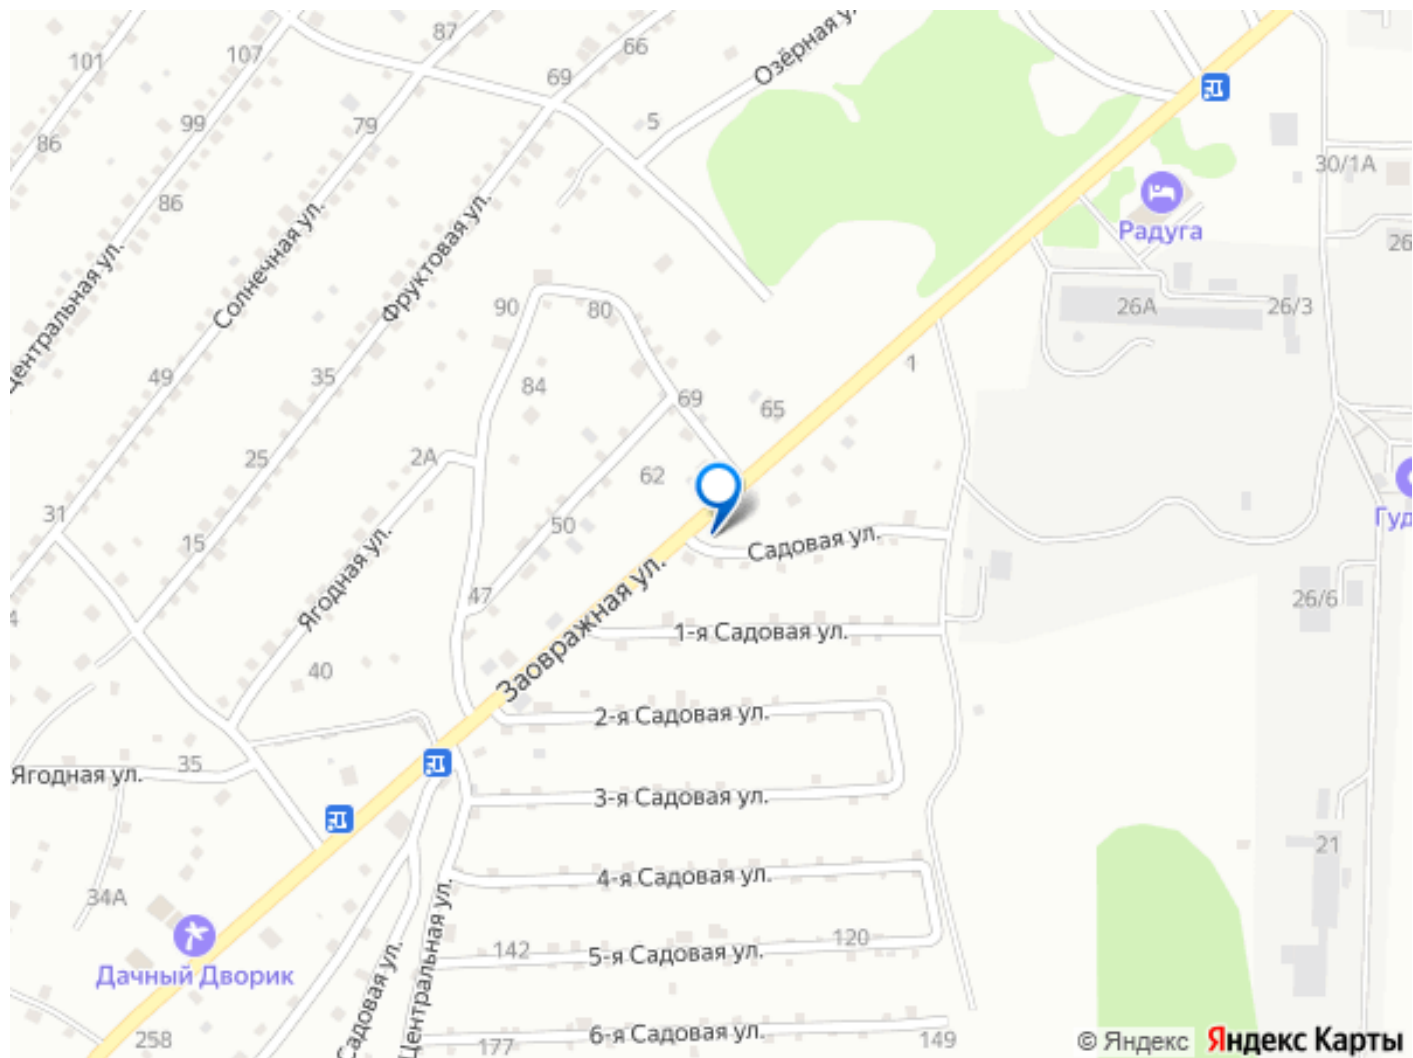 87
66
101
107
69
Озёрная ул.
79
99
5
86
30/1А
86
Радуга
26
Центральная ул.
Солнечная ул.
Фруктовая ул.
90
80
26А
26/3
1
49
35
84
69
65
2А
25
62
31
50
Гуд
15
Ягодная ул.
Садовая ул.
47
26/6
4
Заовражная ул.
1-я Садовая ул.
40
2-я Садовая ул.
35
Ягодная ул.
3-я Садовая ул.
21
34А
4-я Садовая ул.
Дачный Дворик
142
120
5-я Садовая ул.
Садовая ул.
Центральная ул.
258
177
6-я Садовая ул.
149
© Яндекс Яндекс Карты